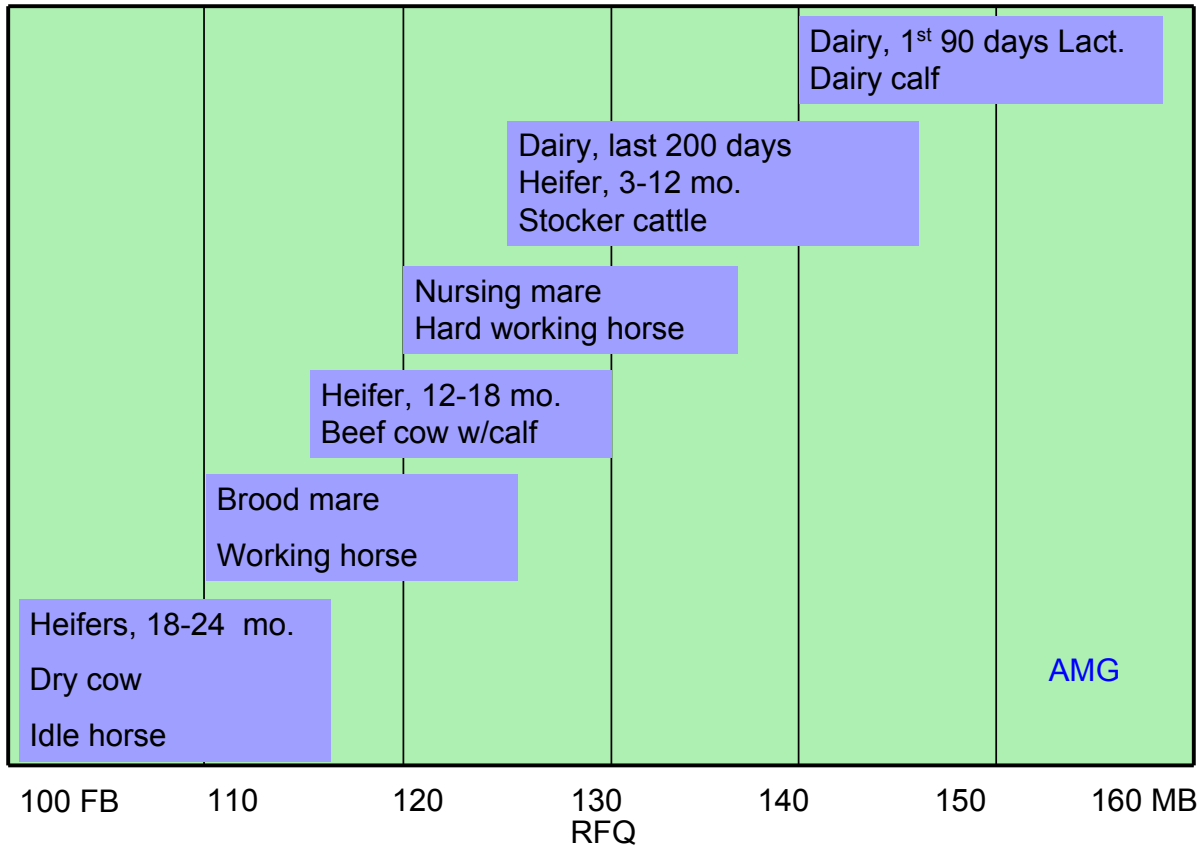 Dairy, 1st 90 days Lact.
Dairy calf
Dairy, last 200 days
Heifer, 3-12 mo.
Stocker cattle
Nursing mare
Hard working horse
Heifer, 12-18 mo.
Beef cow w/calf
Brood mare
Working horse
Heifers, 18-24  mo.
Dry cow
Idle horse
AMG
100 FB 110 120 130 140 150 160 MB
RFQ